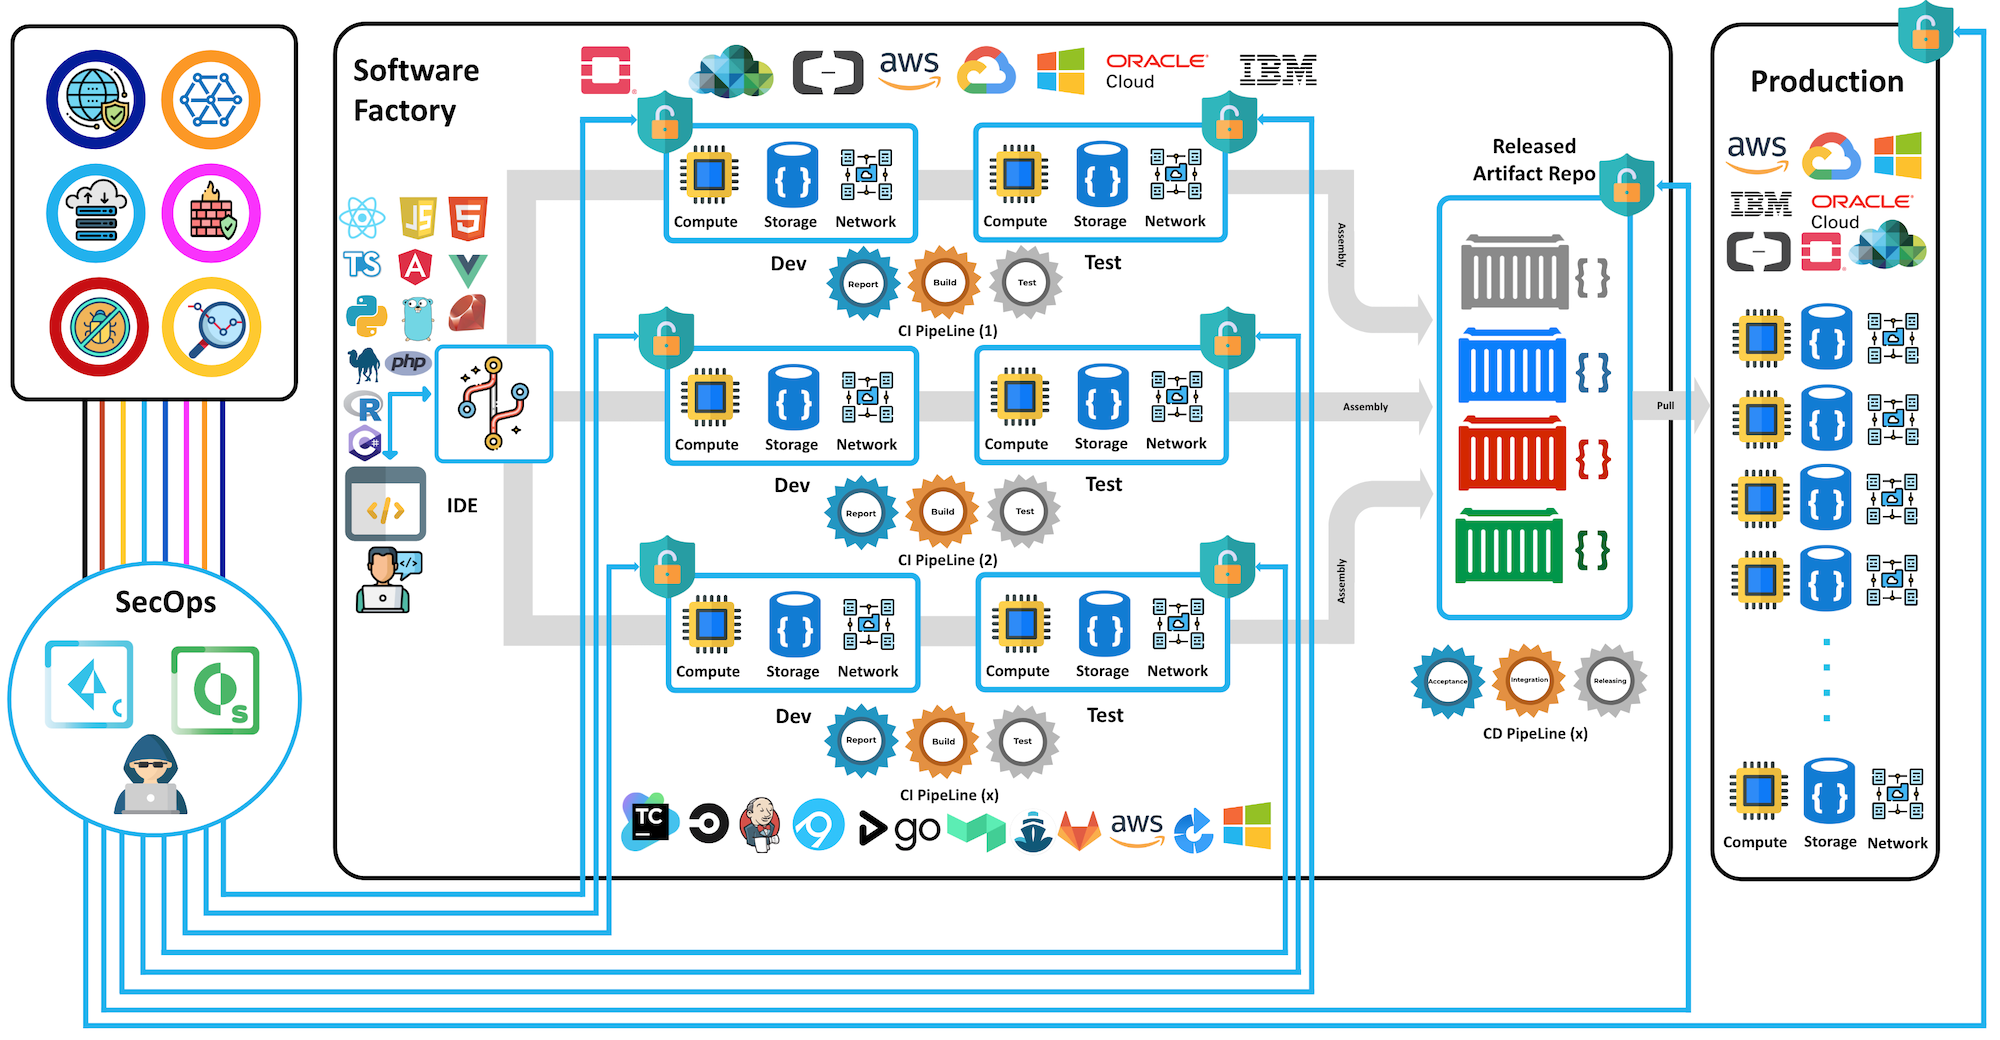 Software
Factory
aws
ORACLE
Cloud
IBM
Production
aws
IBM
ORACLE
Cloud
Released
Artifact Repo
JS
5
TS
A
php
R
C#
IDE
SecOps
C
S
Compute
Storage
Network
Compute
Storage
Network
Dev
Test
Report
Build
Test
CI PipeLine (1)
Assembly
Compute
Storage
Network
Compute
Storage
Network
Dev
Test
Report
Build
Test
CI PipeLine (2)
Assembly
Pull
Compute
Storage
Network
Compute
Storage
Network
Dev
Test
Report
Build
Test
CI PipeLine (x)
Assembly
Acceptance
Integration
Releasing
CD PipeLine (x)
TC
go
aws
Compute
Storage
Network